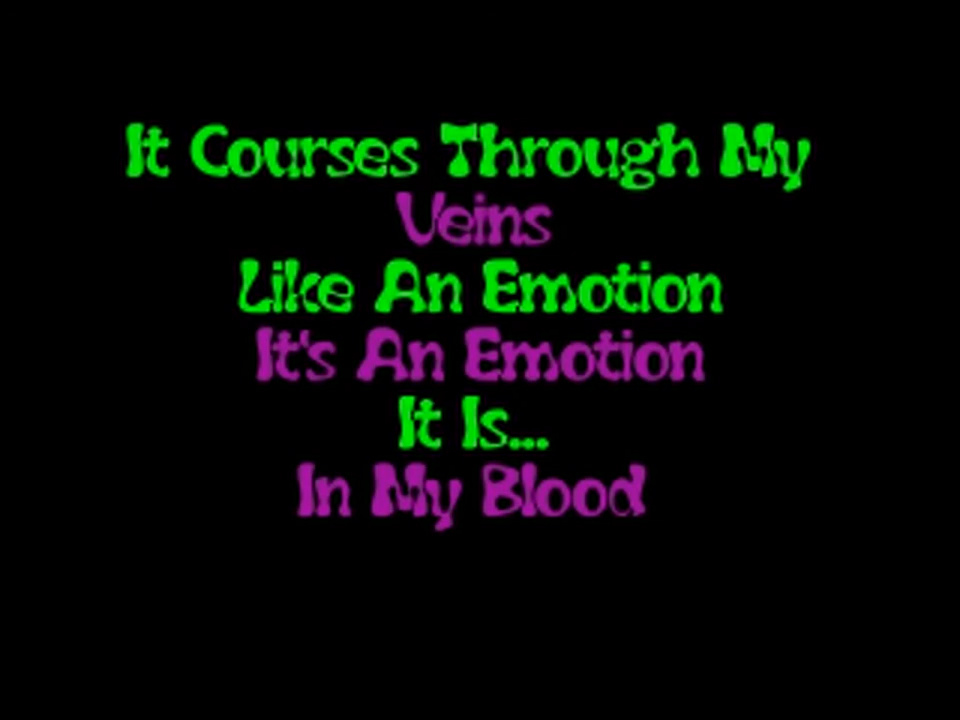 It Courses Through My
Veins
Like An Emotion
It's An Emotion
It Is...
In My Blood